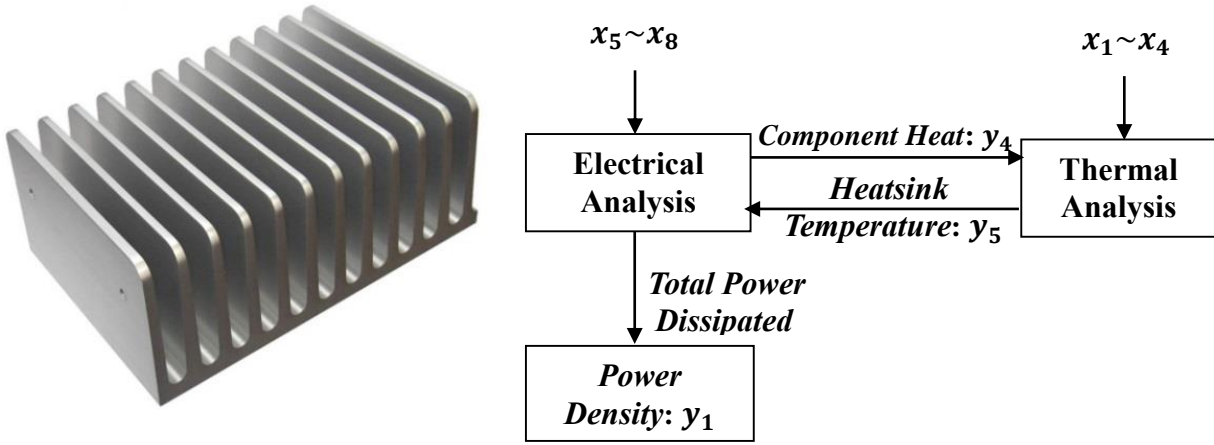 x₅~x₈
x₁~x₄
Electrical
Analysis
Component Heat: y₄
Heatsink
Temperature: y₅
Thermal
Analysis
Total Power
Dissipated
Power
Density: y₁